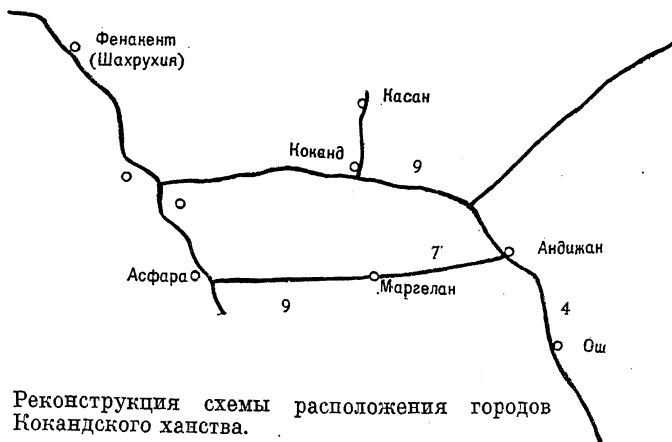 Фенакент
(Шахрухия)
Касан
Коканд
9
Андижан
7
Асфара
Маргелан
9
4
Ош
Реконструкция схемы расположения городов
Кокандского ханства.